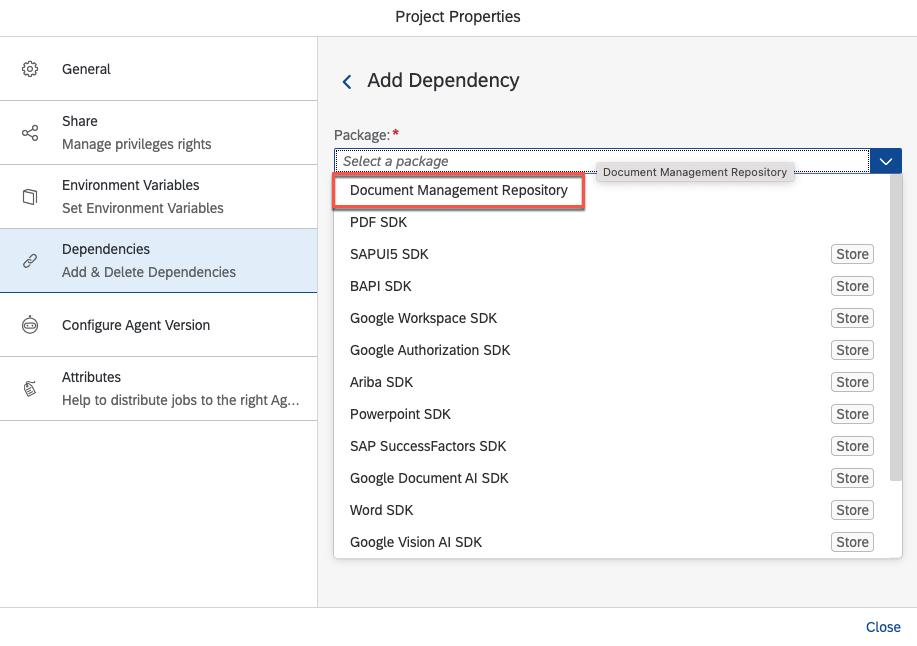 Project Properties
General
Share
Manage privileges rights
Environment Variables
Set Environment Variables
Dependencies
Add & Delete Dependencies
Configure Agent Version
Attributes
Help to distribute jobs to the right Ag...
Add Dependency
Package:*
Select a package
Document Management Repository
Document Management Repository
PDF SDK
SAPUI5 SDK Store
BAPI SDK Store
Google Workspace SDK Store
Google Authorization SDK Store
Ariba SDK Store
Powerpoint SDK Store
SAP SuccessFactors SDK Store
Google Document AI SDK Store
Word SDK Store
Google Vision AI SDK Store
Close